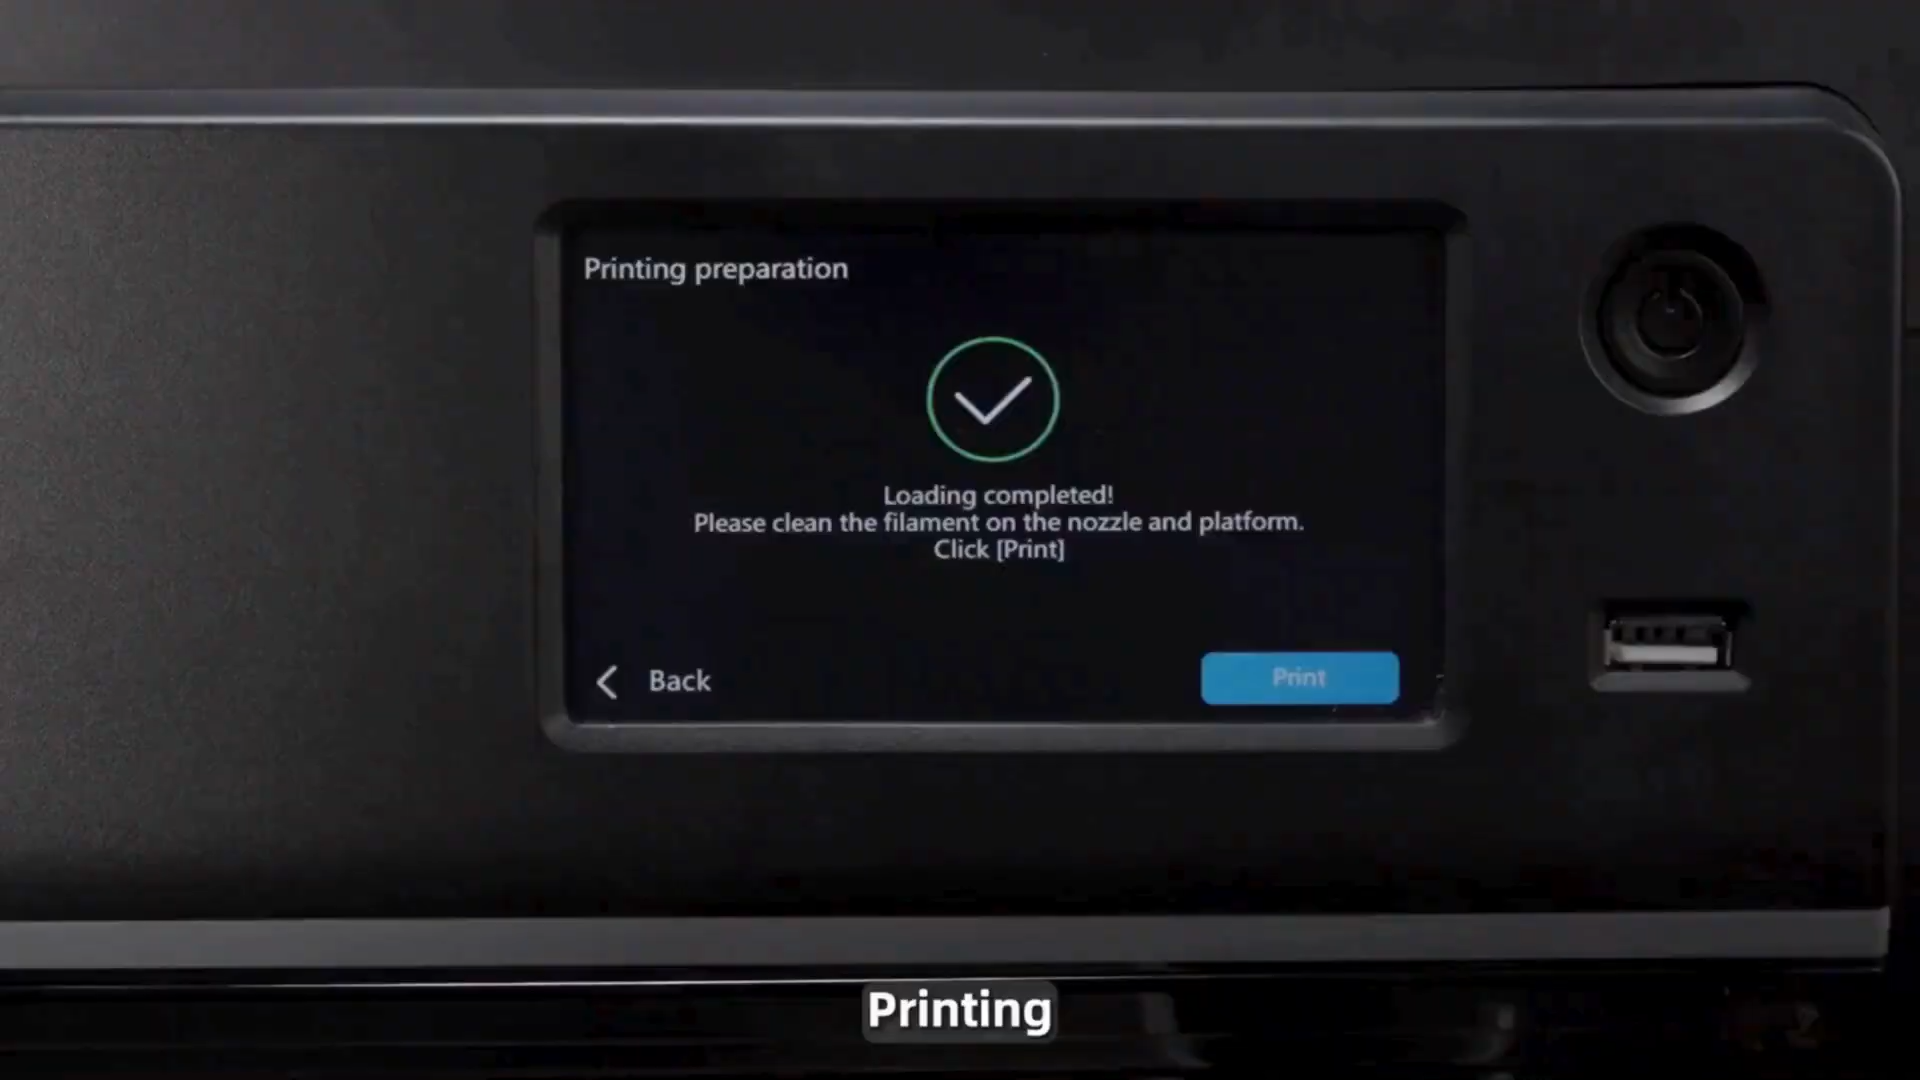 Printing preparation
Loading completed!
Please clean the filament on the nozzle and platform.
Click [Print]
Back
Print
Printing